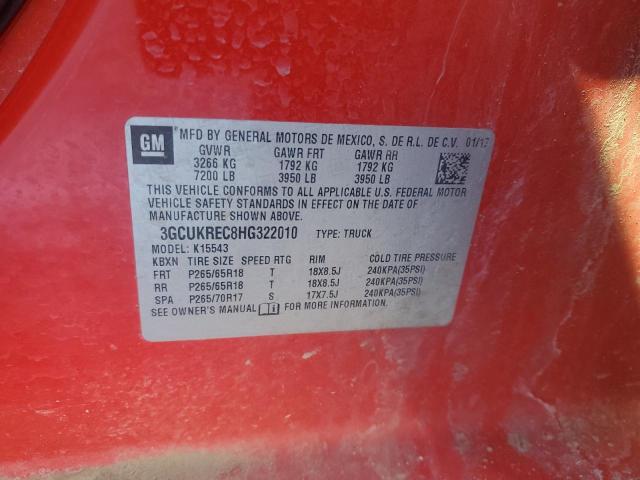 GM
MFD BY GENERAL MOTORS DE MEXICO, S. DE R.L. DE C.V. 01/17
GVWR GAWR FRT GAWR RR
3266 KG 1792 KG 1792 KG
7200 LB 3950 LB 3950 LB
THIS VEHICLE CONFORMS TO ALL APPLICABLE U.S. FEDERAL MOTOR
VEHICLE SAFETY STANDARDS IN EFFECT ON THE DATE OF
MANUFACTURE SHOWN ABOVE.
3GCUKREC8HG322010 TYPE: TRUCK
MODEL: K15543
KBXN TIRE SIZE SPEED RTG RIM COLD TIRE PRESSURE
FRT P265/65R18 T 18X8.5J 240KPA(35PSI)
RR P265/65R18 T 18X8.5J 240KPA(35PSI)
SPA P265/70R17 S 17X7.5J 240KPA(35PSI)
SEE OWNER'S MANUAL FOR MORE INFORMATION.